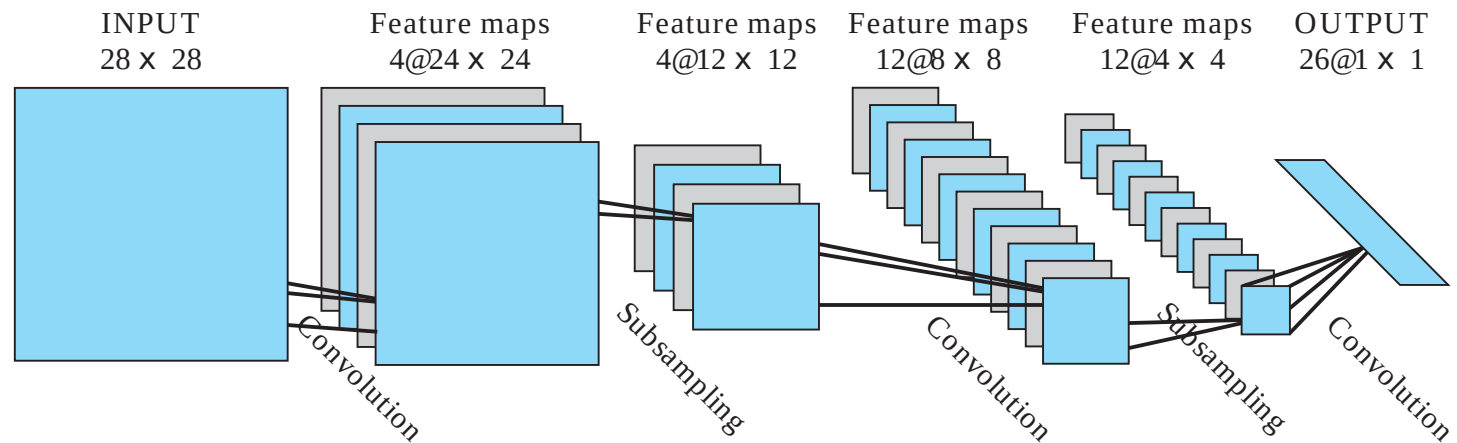 INPUT
28 x 28
Feature maps
4@24 x 24
Feature maps
4@12 x 12
Feature maps
12@8 x 8
Feature maps
12@4 x 4
OUTPUT
26@1 x 1
Convolution
Subsampling
Convolution
Subsampling
Convolution